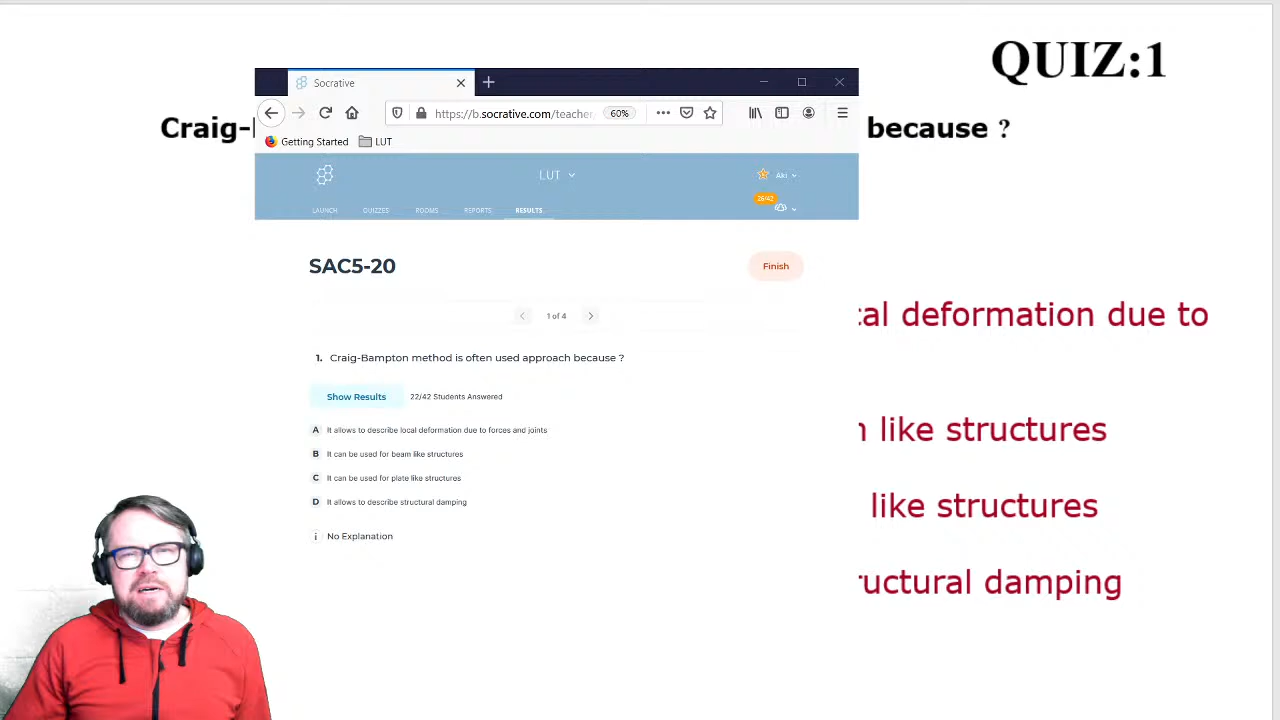 QUIZ:1
Socrative
Craig-
because ?
https://b.socrative.com/teacher
60%
Getting Started
LUT
LUT
Aki
26/42
LAUNCH
QUIZZES
ROOMS
REPORTS
RESULTS
SAC5-20
Finish
cal deformation due to
1 of 4
1. Craig-Bampton method is often used approach because ?
Show Results
22/42 Students Answered
A It allows to describe local deformation due to forces and joints
like structures
B It can be used for beam like structures
C It can be used for plate like structures
D It allows to describe structural damping
like structures
i No Explanation
ructural damping